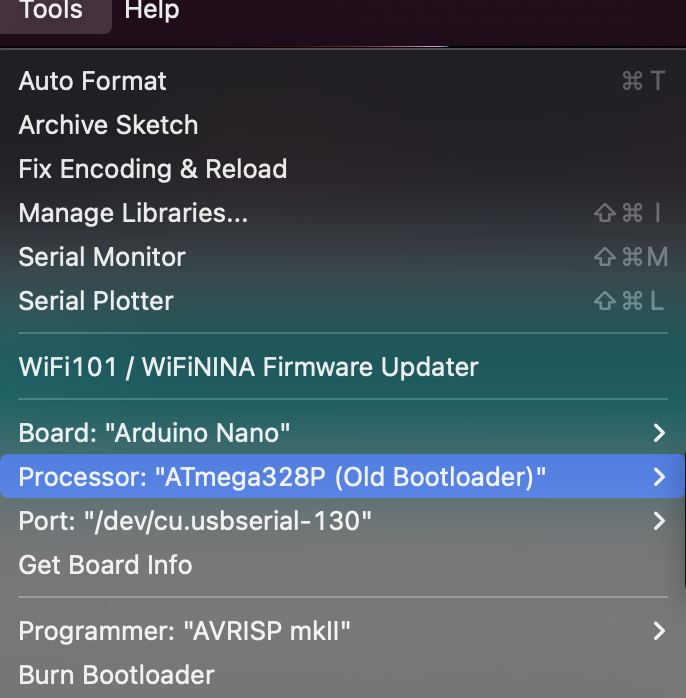 Tools Help
Auto Format ⌘ T
Archive Sketch
Fix Encoding & Reload
Manage Libraries... ⇧ ⌘ I
Serial Monitor ⇧ ⌘ M
Serial Plotter ⇧ ⌘ L
WiFi101 / WiFiNINA Firmware Updater
Board: "Arduino Nano"
Processor: "ATmega328P (Old Bootloader)"
Port: "/dev/cu.usbserial-130"
Get Board Info
Programmer: "AVRISP mkII"
Burn Bootloader